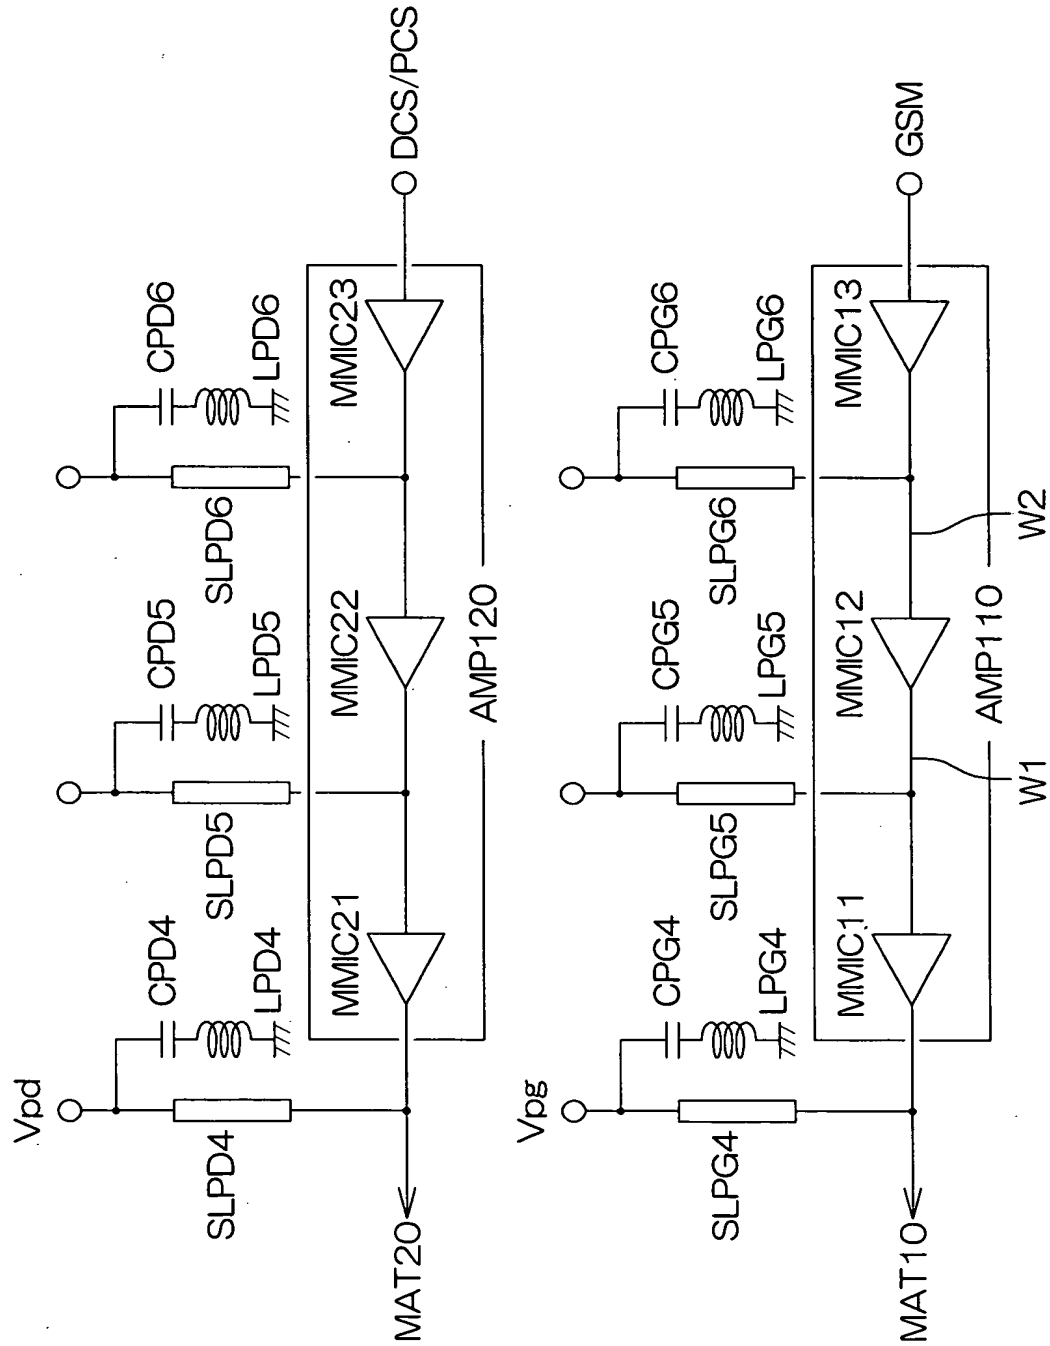 DCS/PCS
CPD6
LPD6
SLPD6
MMIC23
CPD5
LPD5
SLPD5
MMIC22
AMP120
CPD4
LPD4
SLPD4
MMIC21
Vpd
MAT20
GSM
CPG6
LPG6
SLPG6
MMIC13
W2
CPG5
LPG5
SLPG5
MMIC12
AMP110
W1
CPG4
LPG4
SLPG4
MMIC11
Vpg
MAT10